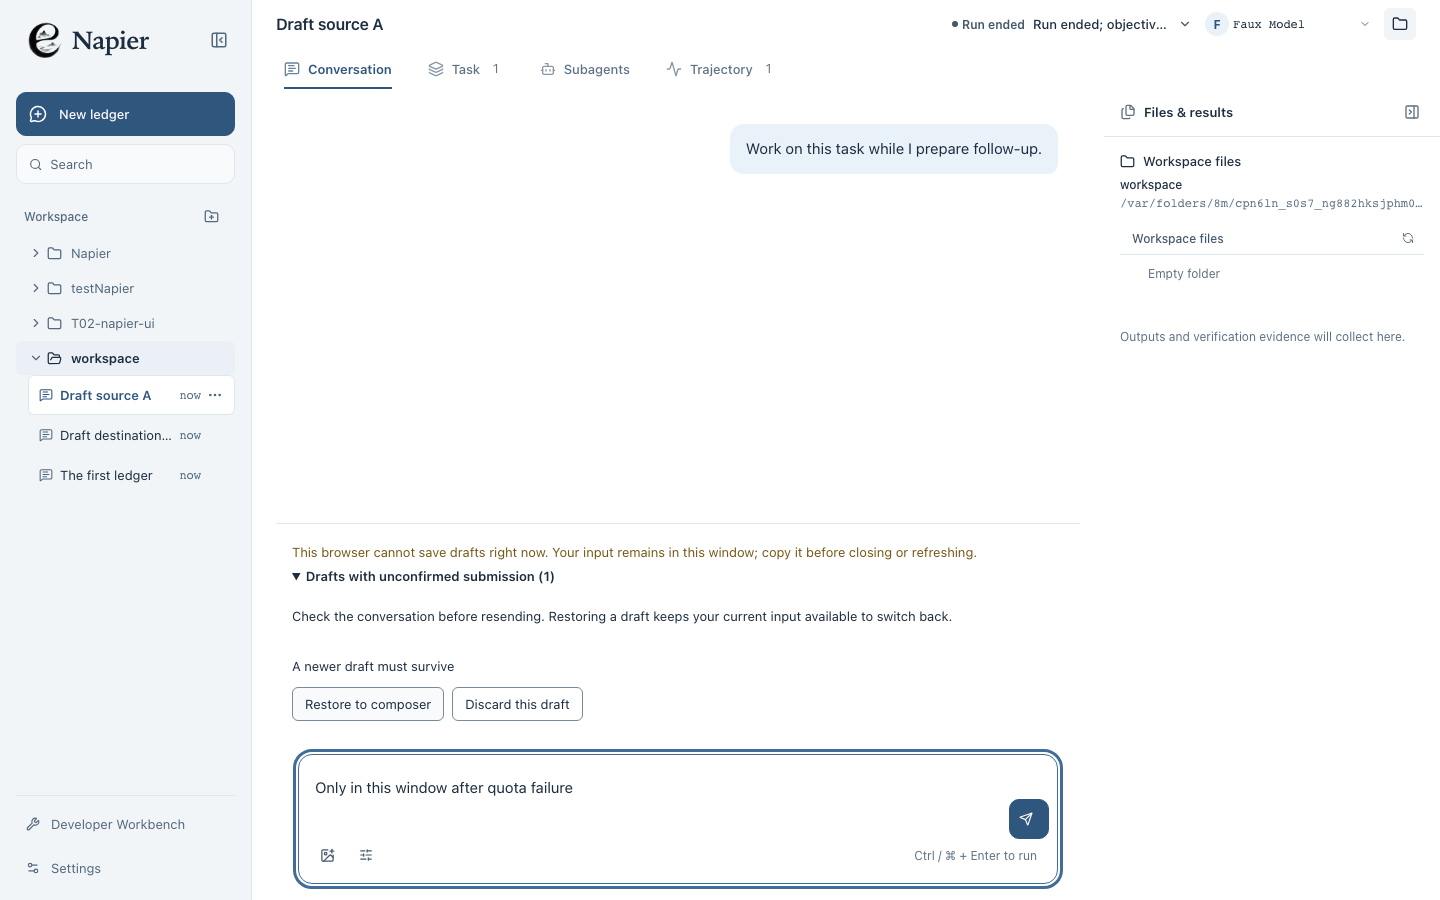 Napier
New ledger
Search
Workspace
Napier
testNapier
T02-napier-ui
workspace
Draft source A now
Draft destination... now
The first ledger now
Developer Workbench
Settings
Draft source A
Run ended Run ended; objectiv...
F Faux Model
Conversation
Task 1
Subagents
Trajectory 1
Work on this task while I prepare follow-up.
This browser cannot save drafts right now. Your input remains in this window; copy it before closing or refreshing.
Drafts with unconfirmed submission (1)
Check the conversation before resending. Restoring a draft keeps your current input available to switch back.
A newer draft must survive
Restore to composer
Discard this draft
Only in this window after quota failure
Ctrl / ⌘ + Enter to run
Files & results
Workspace files
workspace
/var/folders/8m/cpn6ln_s0s7_ng882hksjphm0...
Workspace files
Empty folder
Outputs and verification evidence will collect here.